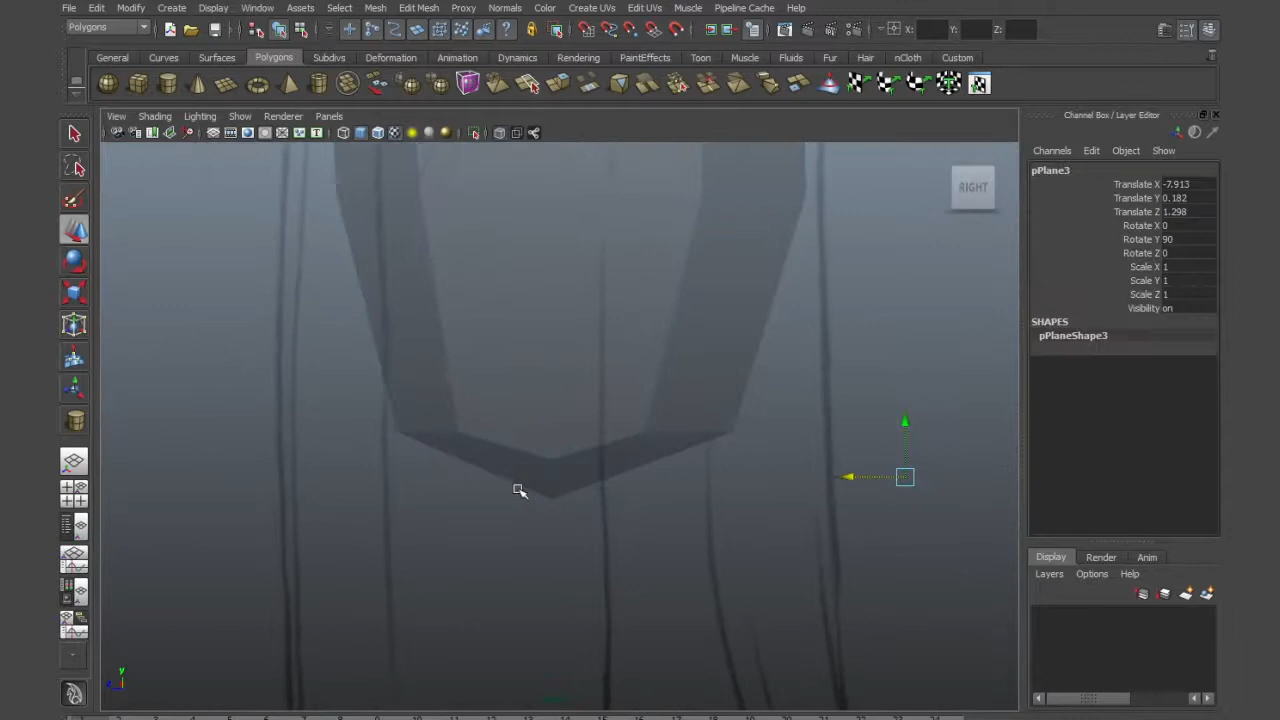 File Edit Modify Create Display Window Assets Select Mesh Edit Mesh Proxy Normals Color Create UVs Edit UVs Muscle Pipeline Cache Help
Polygons X: Y: Z:
General Curves Surfaces Polygons Subdivs Deformation Animation Dynamics Rendering PaintEffects Toon Muscle Fluids Fur Hair nCloth Custom
View Shading Lighting Show Renderer Panels
Channel Box / Layer Editor
Channels Edit Object Show
pPlane3
Translate X -7.913
Translate Y 0.182
Translate Z 1.298
Rotate X 0
Rotate Y 90
Rotate Z 0
Scale X 1
Scale Y 1
Scale Z 1
Visibility on
SHAPES
pPlaneShape3
RIGHT
Display Render Anim
Layers Options Help
y
z